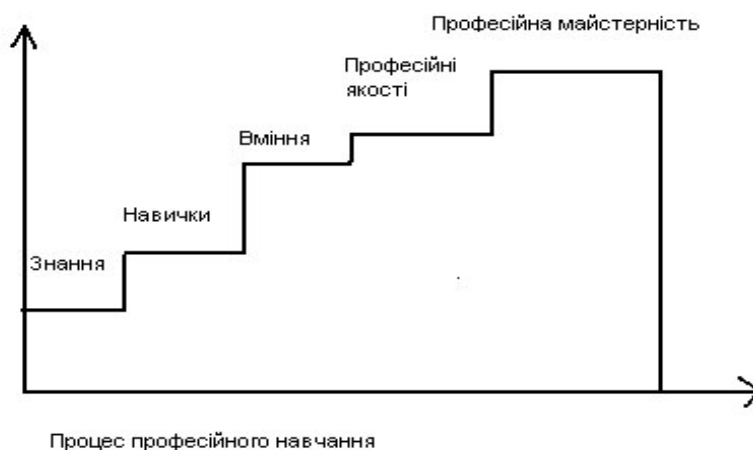 Професійна майстерність
Професійні
якості
Вміння
Навички
Знання
Процес професійного навчання